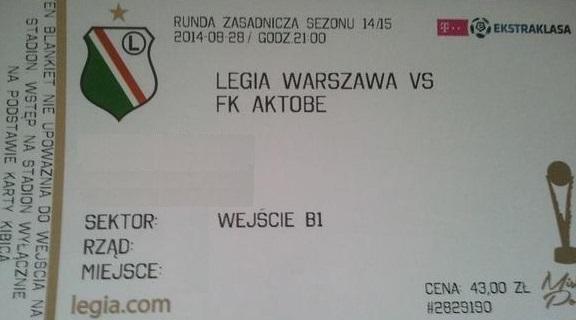 EN BLANKIET NIE UPOWAŻNIA DO WEJŚCIA NA
STADION WSTĘP NA STADION WYŁĄCZNIE
NA PODSTAWIE KARTY KIBICA
L
RUNDA ZASADNICZA SEZONU 14/15
2014-08-28 / GODZ.21:00
T
EKSTRAKLASA
LEGIA WARSZAWA VS
FK AKTOBE
SEKTOR: WEJŚCIE B1
RZĄD:
MIEJSCE:
legia.com
CENA: 43,00 ZŁ
#2829190